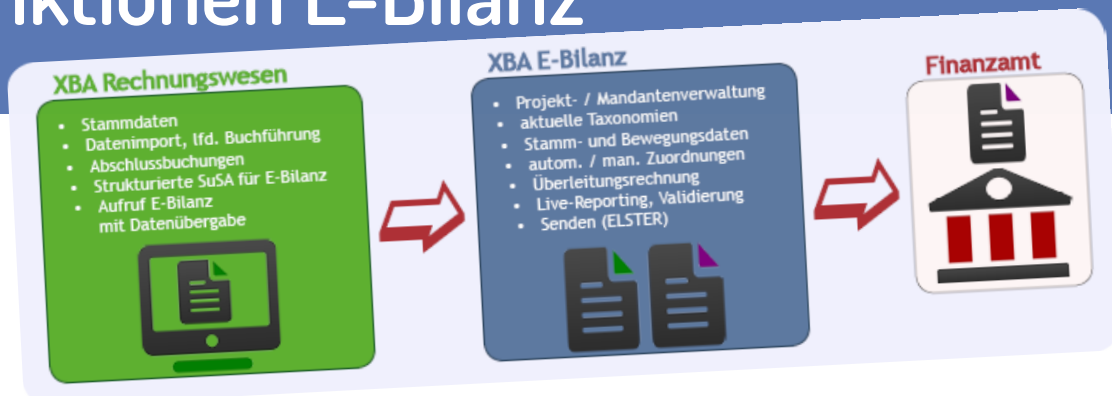 E-Bilanz
XBA Rechnungswesen
• Stammdaten
• Datenimport, lfd. Buchführung
• Abschlussbuchungen
• Strukturierte SuSA für E-Bilanz
• Aufruf E-Bilanz
mit Datenübergabe
XBA E-Bilanz
• Projekt- / Mandantenverwaltung
• aktuelle Taxonomien
• Stamm- und Bewegungsdaten
• autom. / man. Zuordnungen
• Überleitungsrechnung
• Live-Reporting, Validierung
• Senden (ELSTER)
Finanzamt